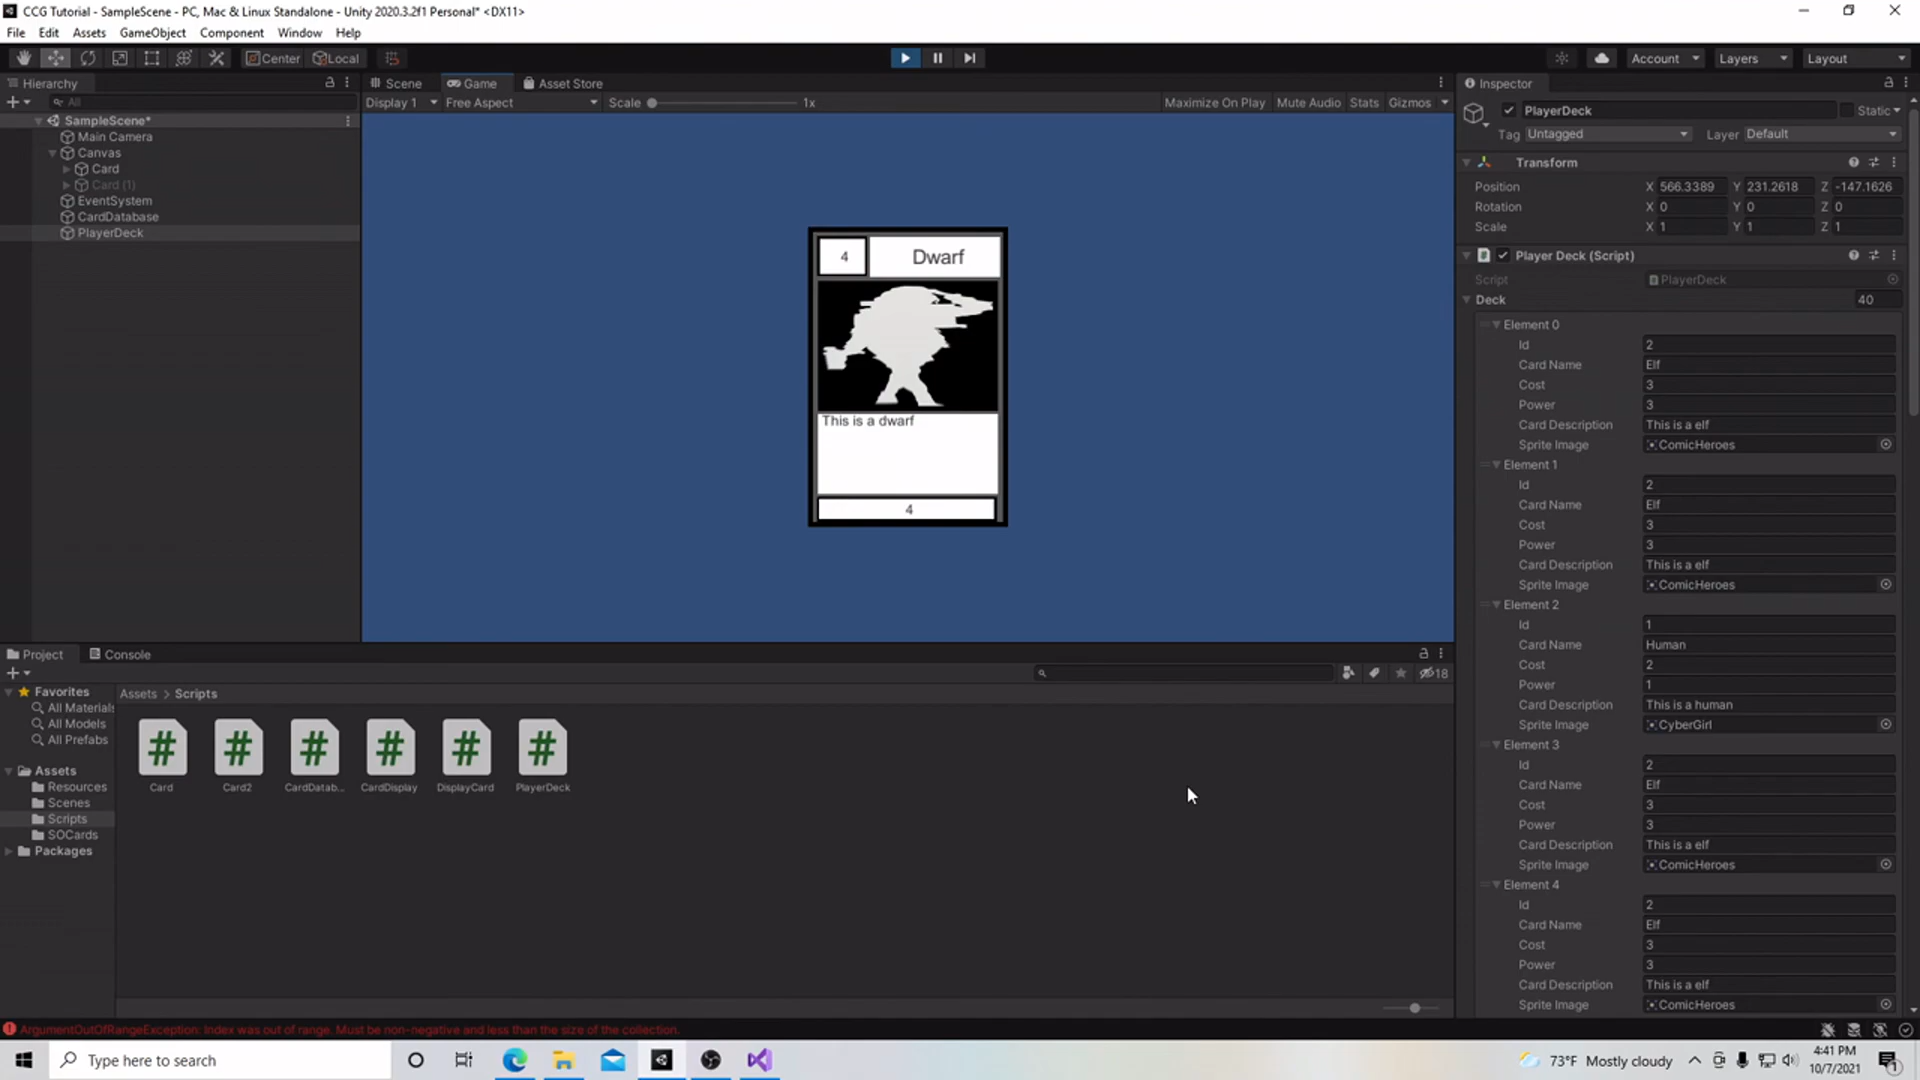 CCG Tutorial - SampleScene - PC, Mac & Linux Standalone - Unity 2020.3.2f1 Personal* <DX11>
File Edit Assets GameObject Component Window Help
Center Local Account Layers Layout
Hierarchy
All
SampleScene*
Main Camera
Canvas
Card
Card (1)
EventSystem
CardDatabase
PlayerDeck
Scene Game Asset Store
Display 1 Free Aspect Scale 1x Maximize On Play Mute Audio Stats Gizmos
4 Dwarf
This is a dwarf
4
Inspector
PlayerDeck Static
Tag Untagged Layer Default
Transform
Position X 566.3389 Y 231.2618 Z -147.1626
Rotation X 0 Y 0 Z 0
Scale X 1 Y 1 Z 1
Player Deck (Script)
Script PlayerDeck
Deck 40
Element 0
Id 2
Card Name Elf
Cost 3
Power 3
Card Description This is a elf
Sprite Image ComicHeroes
Element 1
Id 2
Card Name Elf
Cost 3
Power 3
Card Description This is a elf
Sprite Image ComicHeroes
Element 2
Id 1
Card Name Human
Cost 2
Power 1
Card Description This is a human
Sprite Image CyberGirl
Element 3
Id 2
Card Name Elf
Cost 3
Power 3
Card Description This is a elf
Sprite Image ComicHeroes
Element 4
Id 2
Card Name Elf
Cost 3
Power 3
Card Description This is a elf
Sprite Image ComicHeroes
Project Console
18
Favorites
All Materials
All Models
All Prefabs
Assets
Resources
Scenes
Scripts
SOCards
Packages
Assets > Scripts
Card Card2 CardDatab... CardDisplay DisplayCard PlayerDeck
ArgumentOutOfRangeException: Index was out of range. Must be non-negative and less than the size of the collection.
Type here to search
73°F Mostly cloudy
4:41 PM
10/7/2021
1